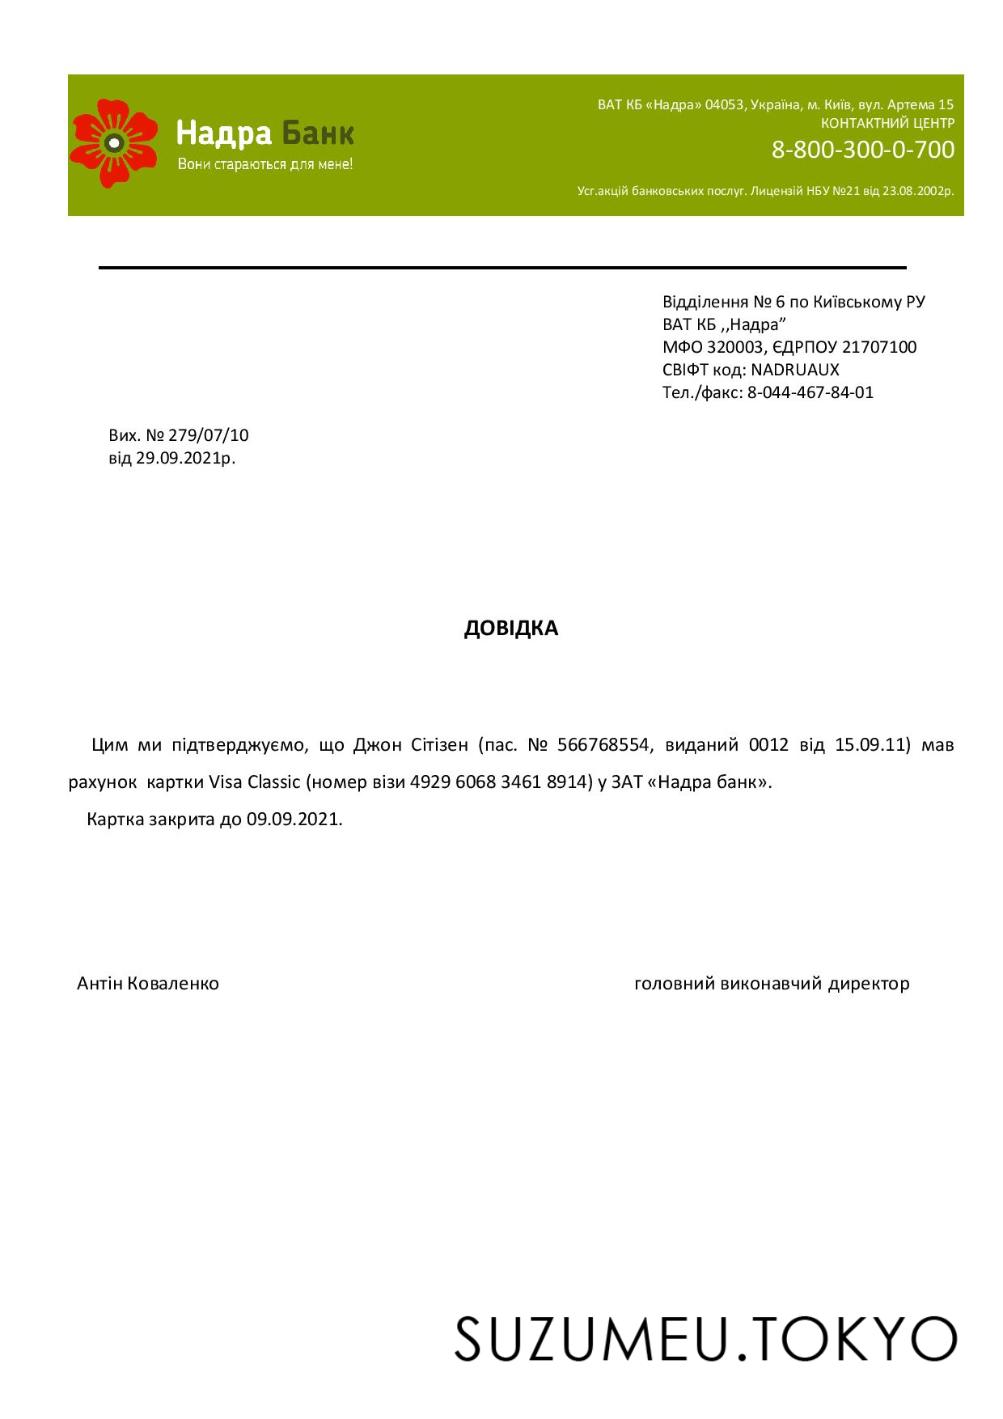 Надра Банк
Вони стараються для мене!
ВАТ КБ «Надра» 04053, Україна, м. Київ, вул. Артема 15
КОНТАКТНИЙ ЦЕНТР
8-800-300-0-700
Усг.акцій банковських послуг. Лицензій НБУ №21 від 23.08.2002р.
Відділення № 6 по Київському РУ
ВАТ КБ ,,Надра”
МФО 320003, ЄДРПОУ 21707100
СВІФТ код: NADRUAUX
Тел./факс: 8-044-467-84-01
Вих. № 279/07/10
від 29.09.2021р.
ДОВІДКА
Цим ми підтверджуємо, що Джон Сітізен (пас. № 566768554, виданий 0012 від 15.09.11) мав
рахунок картки Visa Classic (номер візи 4929 6068 3461 8914) у ЗАТ «Надра банк».
Картка закрита до 09.09.2021.
Антін Коваленко головний виконавчий директор
SUZUMEU.TOKYO